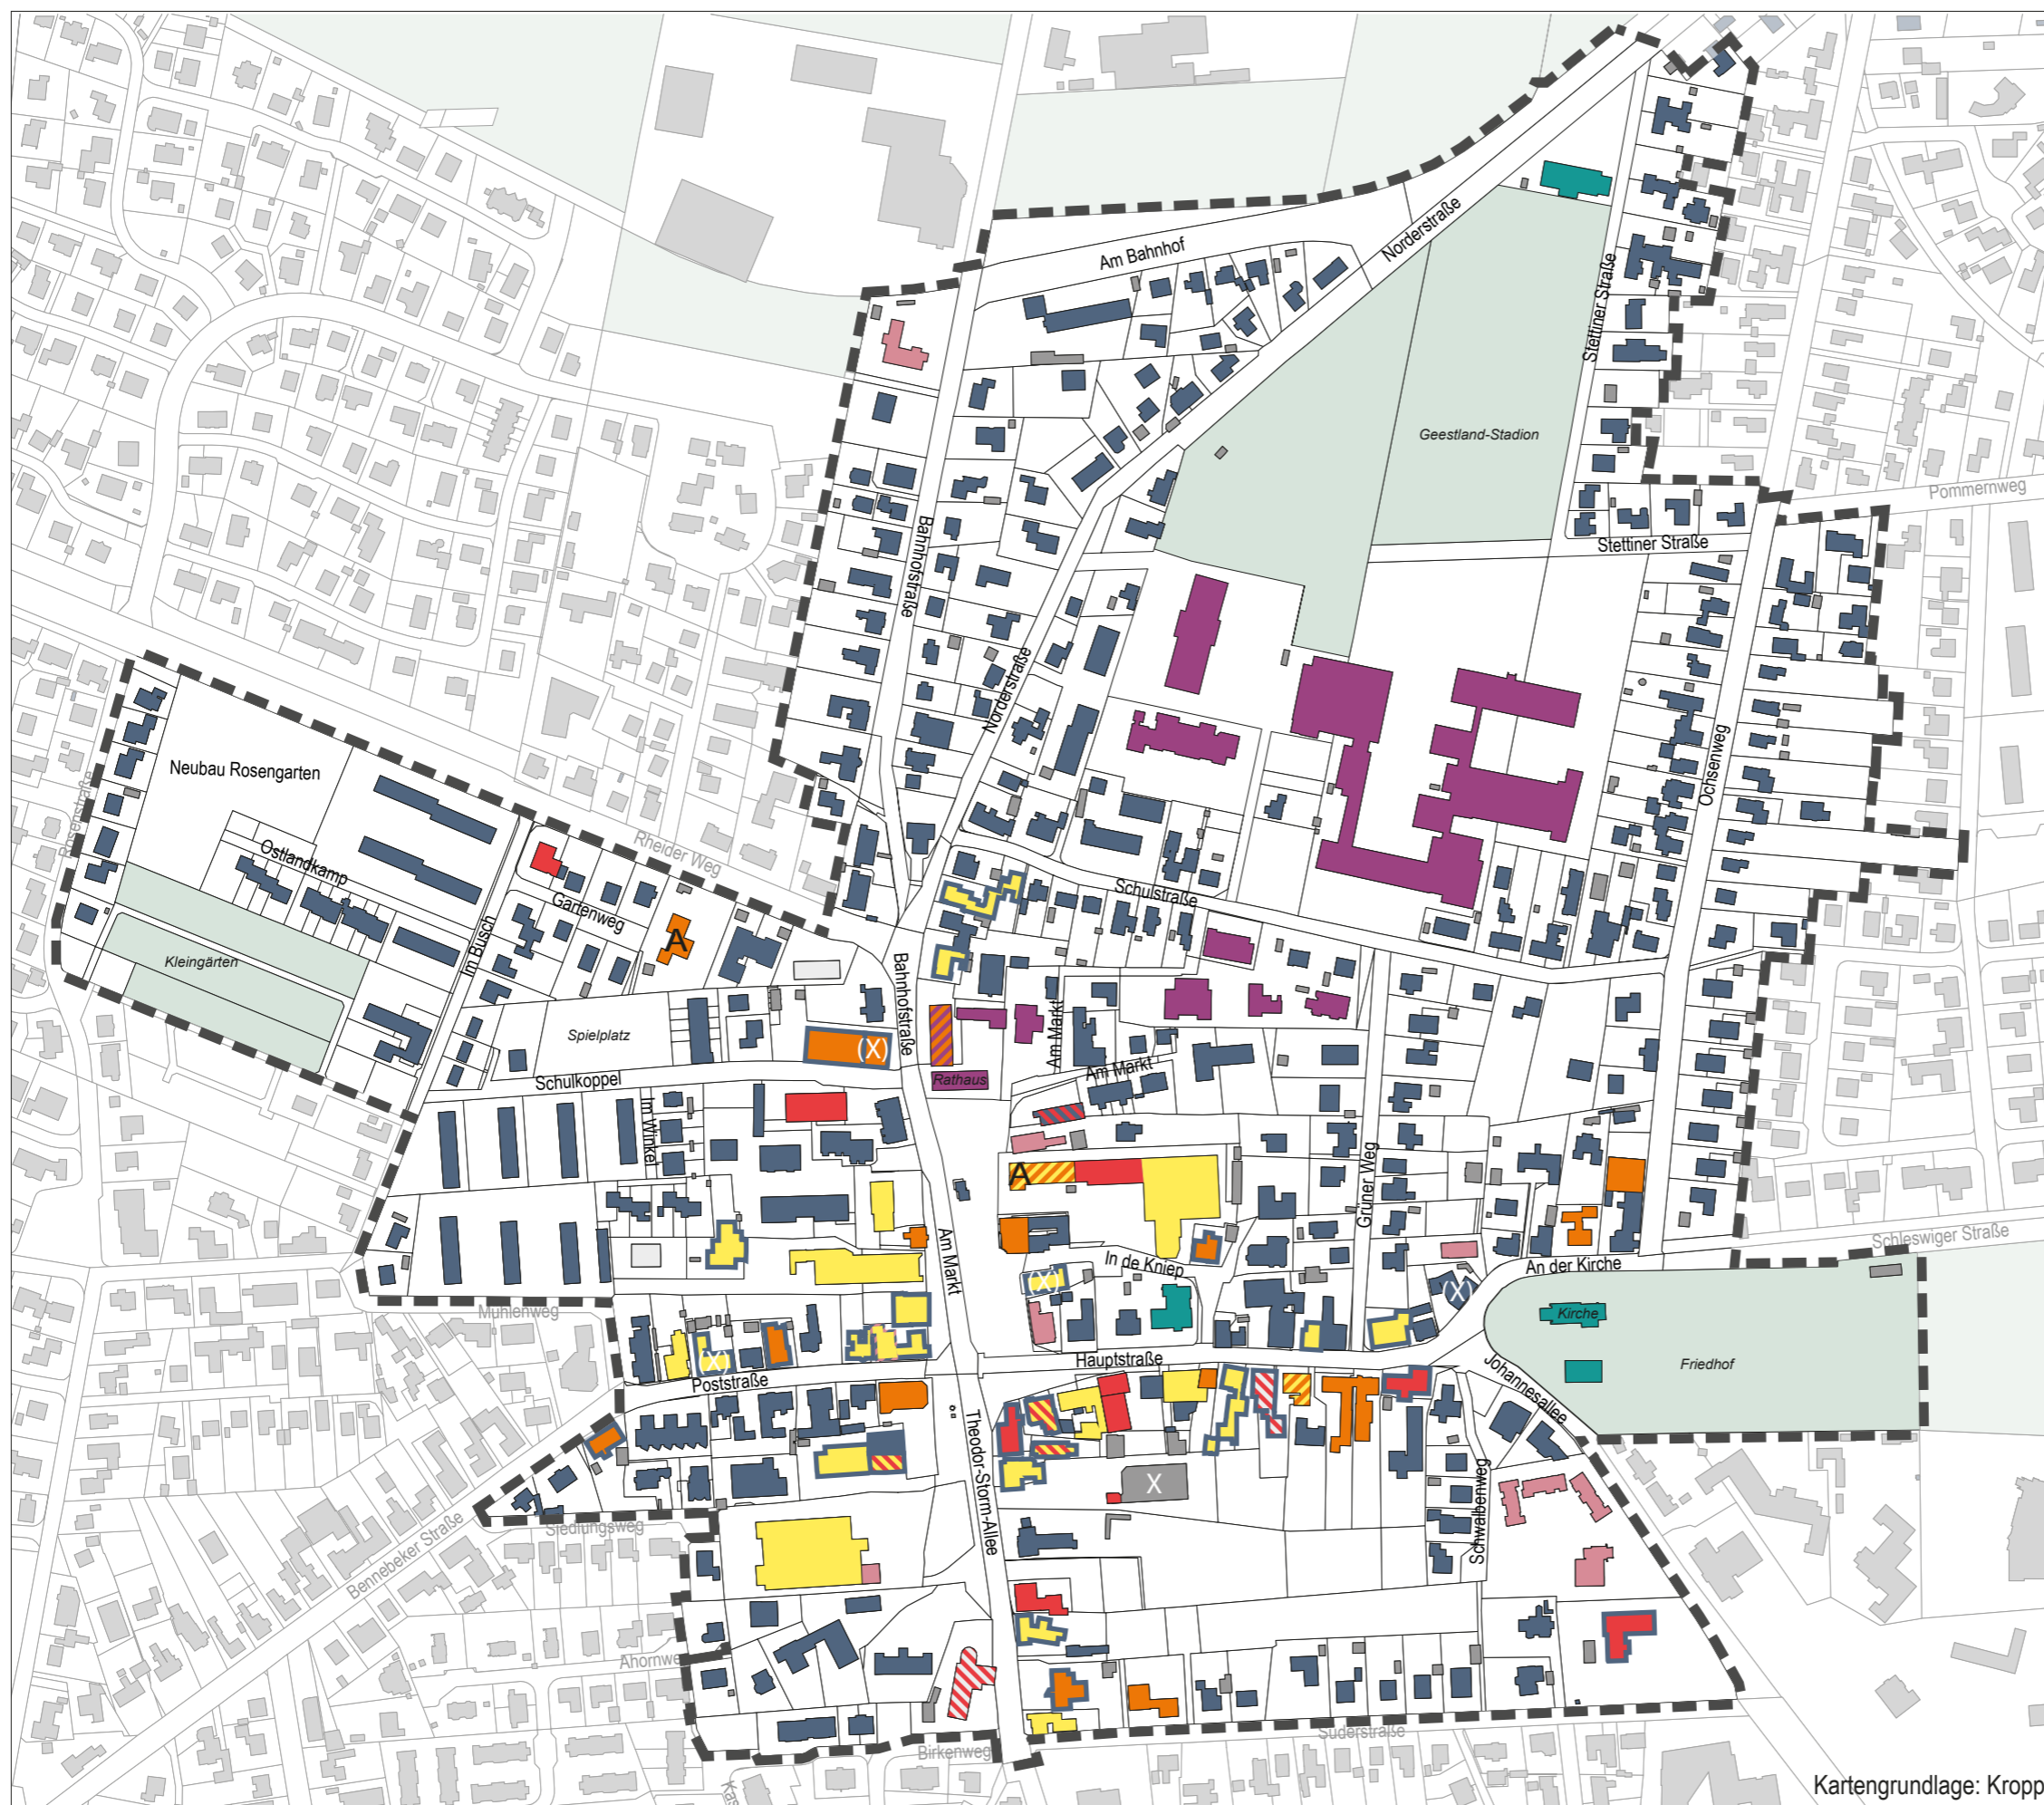 Am Bahnhof
Norderstraße
Stettiner Straße
Geestland-Stadion
Pommernweg
Stettiner Straße
Bahnhofstraße
Norderstraße
Ochsenweg
Neubau Rosengarten
Rosenstraße
Rheider Weg
Ostlandkamp
Schulstraße
Gartenweg
Im Busch
A
Kleingärten
Bahnhofstraße
Am Markt
Spielplatz
(X)
Schulkoppel
Rathaus
Am Markt
Im Winkel
Grüner Weg
A
Schleswiger Straße
Am Markt
In de Kniep
An der Kirche
(X)
(X)
Mühlenweg
Kirche
(X)
Hauptstraße
Johannesallee
Friedhof
Poststraße
Theodor-Storm-Allee
X
Schwalbenweg
Siedlungsweg
Bennebeker Straße
Ahornweg
Süderstraße
Birkenweg
Kartengrundlage: Kropp